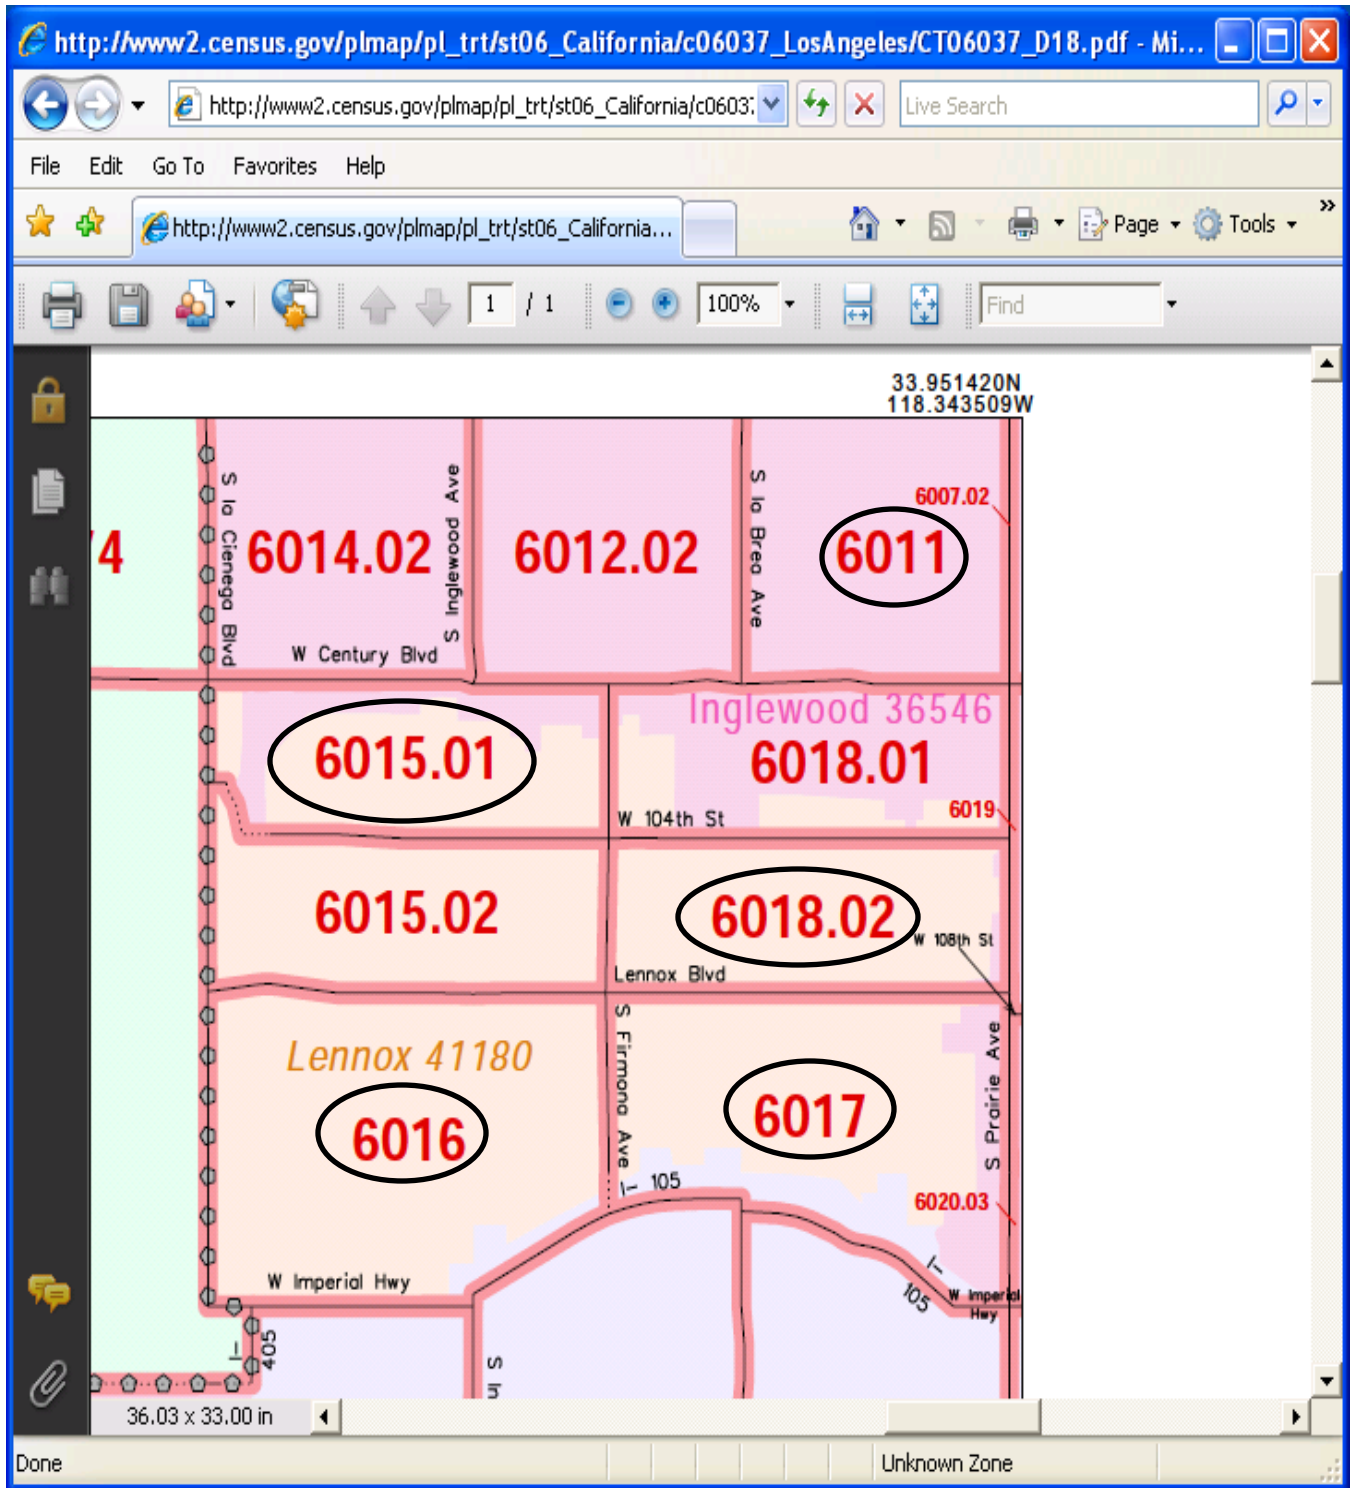 http://www2.census.gov/plmap/pl_trt/st06_California/c06037_LosAngeles/CT06037_D18.pdf - Mi...
http://www2.census.gov/plmap/pl_trt/st06_California/c0603
Live Search
File Edit Go To Favorites Help
http://www2.census.gov/plmap/pl_trt/st06_California...
Page Tools »
1 / 1 100% Find
33.951420N
118.343509W
S la Cienega Blvd
S Inglewood Ave
S la Brea Ave
6007.02
4
6014.02
6012.02
6011
W Century Blvd
Inglewood 36546
6015.01
6018.01
W 104th St
6019
6015.02
6018.02
W 108th St
Lennox Blvd
S Firmona Ave
S Prairie Ave
Lennox 41180
6017
6016
I- 105
6020.03
W Imperial Hwy
I- 105
W Imperial
Hwy
I- 405
S
36.03 x 33.00 in
Done
Unknown Zone